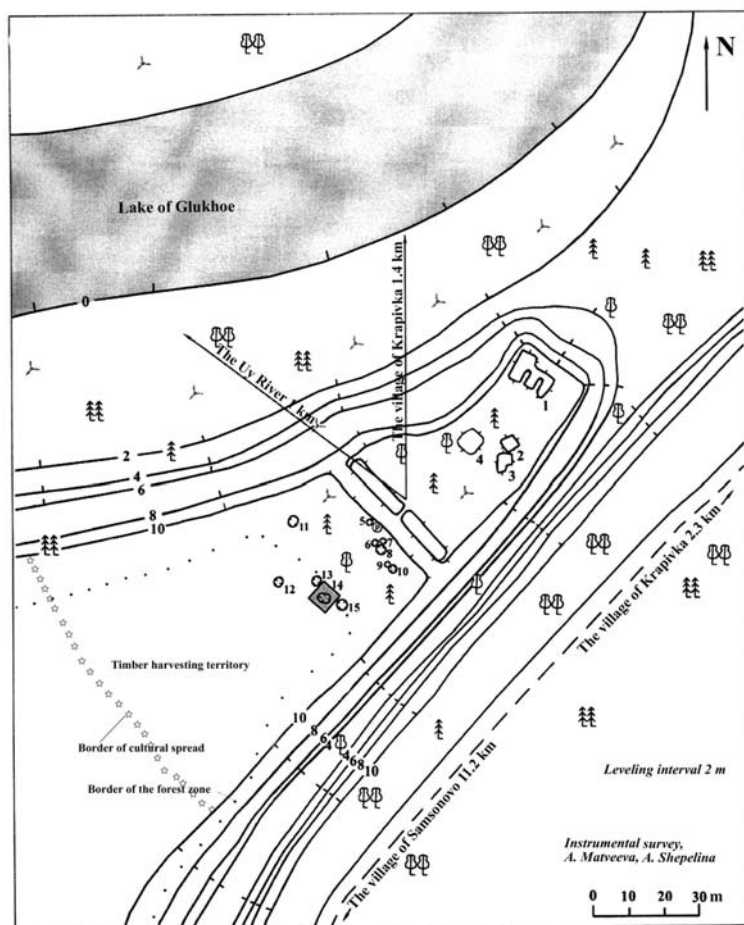 N
Lake of Glukhoe
0
The village of Krapivka 1.4 km
The Uy River 1 km
2
4
6
8
10
1
2
3
4
5
6
7
8
9
10
11
12
13
14
15
The village of Krapivka 2.3 km
Timber harvesting territory
Border of cultural spread
Border of the forest zone
10
8
6
4
4
6
8
10
The village of Samsonovo 11.2 km
Leveling interval 2 m
Instrumental survey,
A. Matveeva, A. Shepelina
0 10 20 30 m